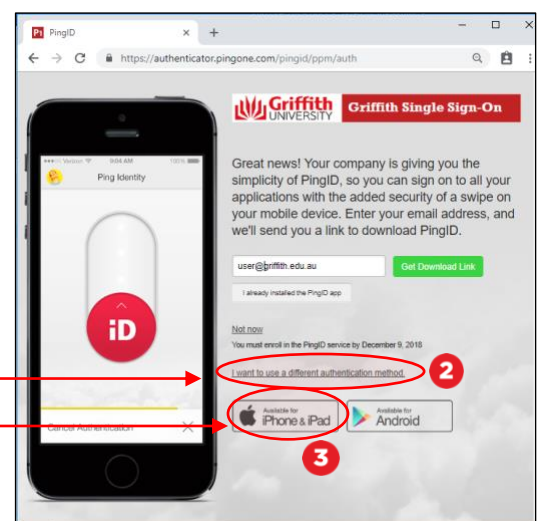 PingID
https://authenticator.pingone.com/pingid/ppm/auth
Verizon 9:04 AM 100%
Ping Identity
iD
Cancel Authentication
Griffith UNIVERSITY Griffith Single Sign-On
Great news! Your company is giving you the
simplicity of PingID, so you can sign on to all your
applications with the added security of a swipe on
your mobile device. Enter your email address, and
we'll send you a link to download PingID.
user@griffith.edu.au Get Download Link
I already installed the PingID app
Not now
You must enrol in the PingID service by December 9, 2018
I want to use a different authentication method.
2
Available for
iPhone & iPad
Available for
Android
3